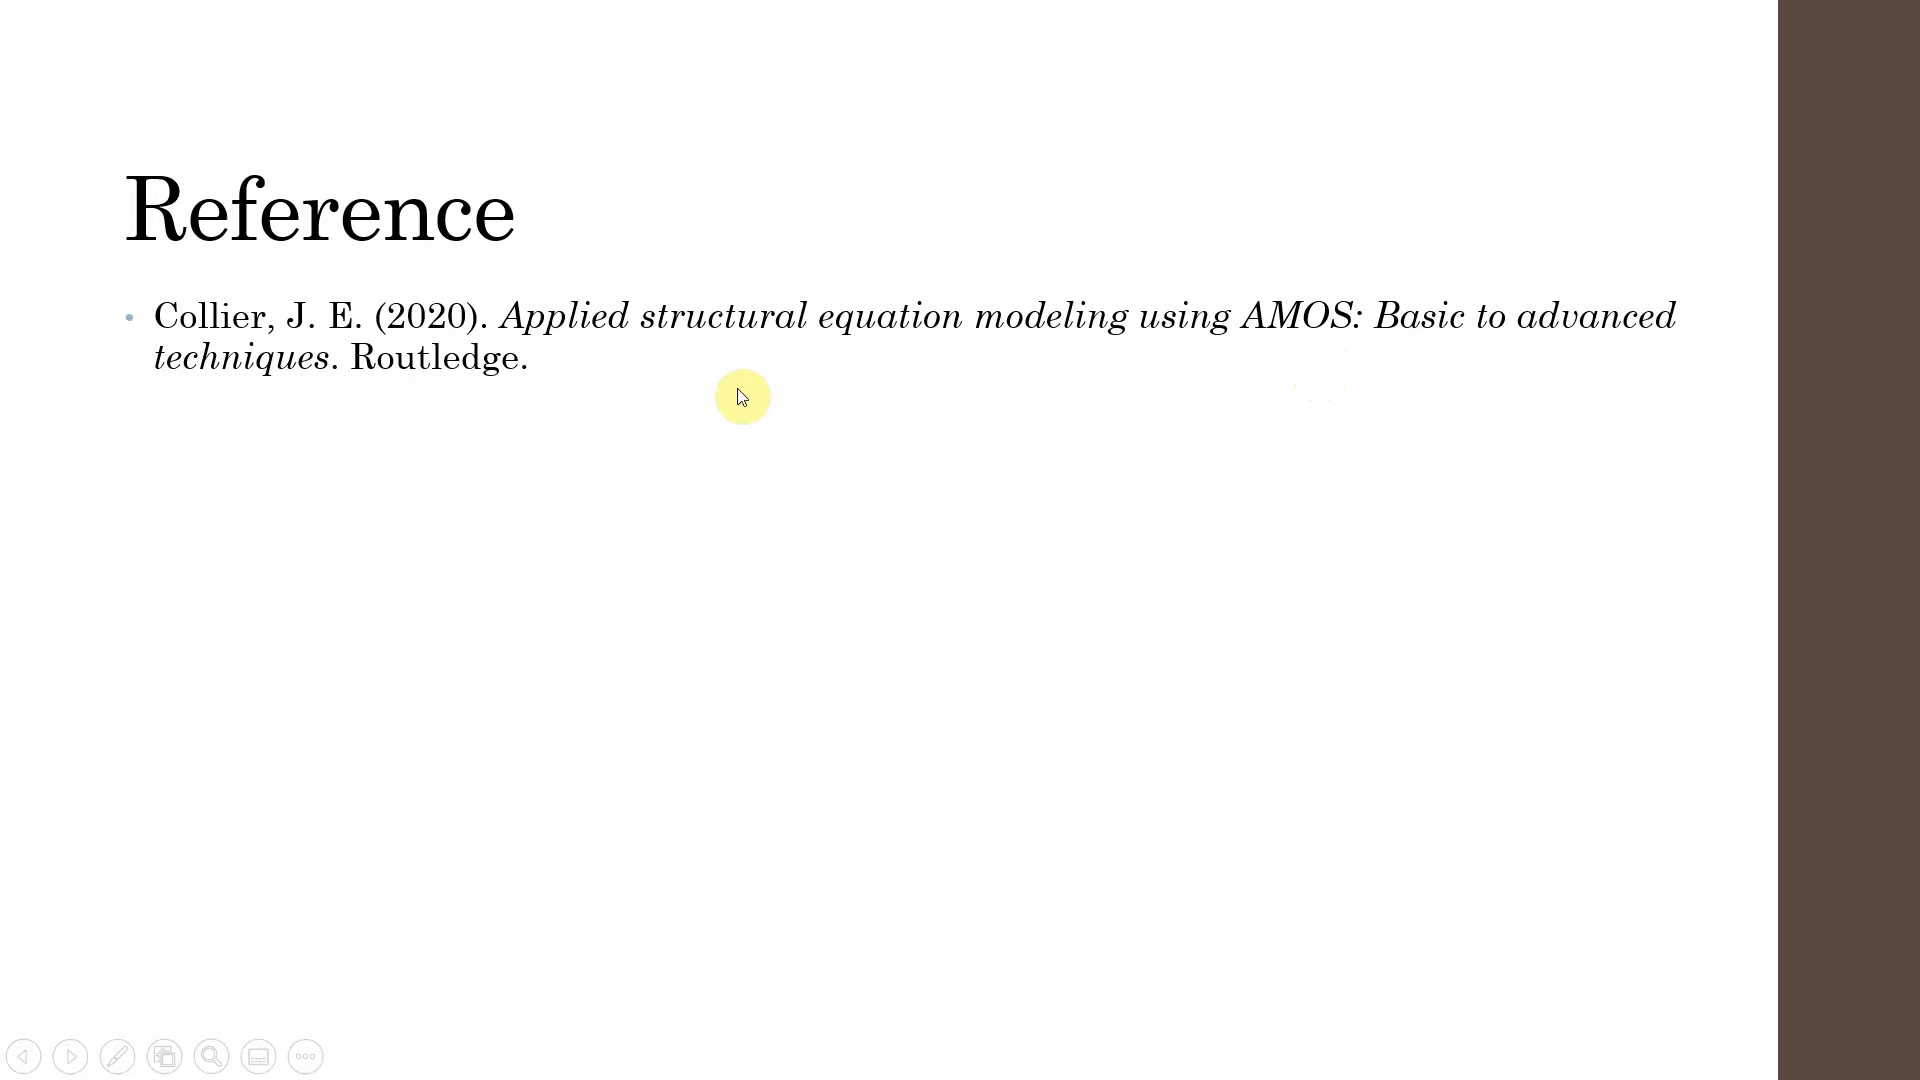 Reference
• Collier, J. E. (2020). Applied structural equation modeling using AMOS: Basic to advanced
techniques. Routledge.